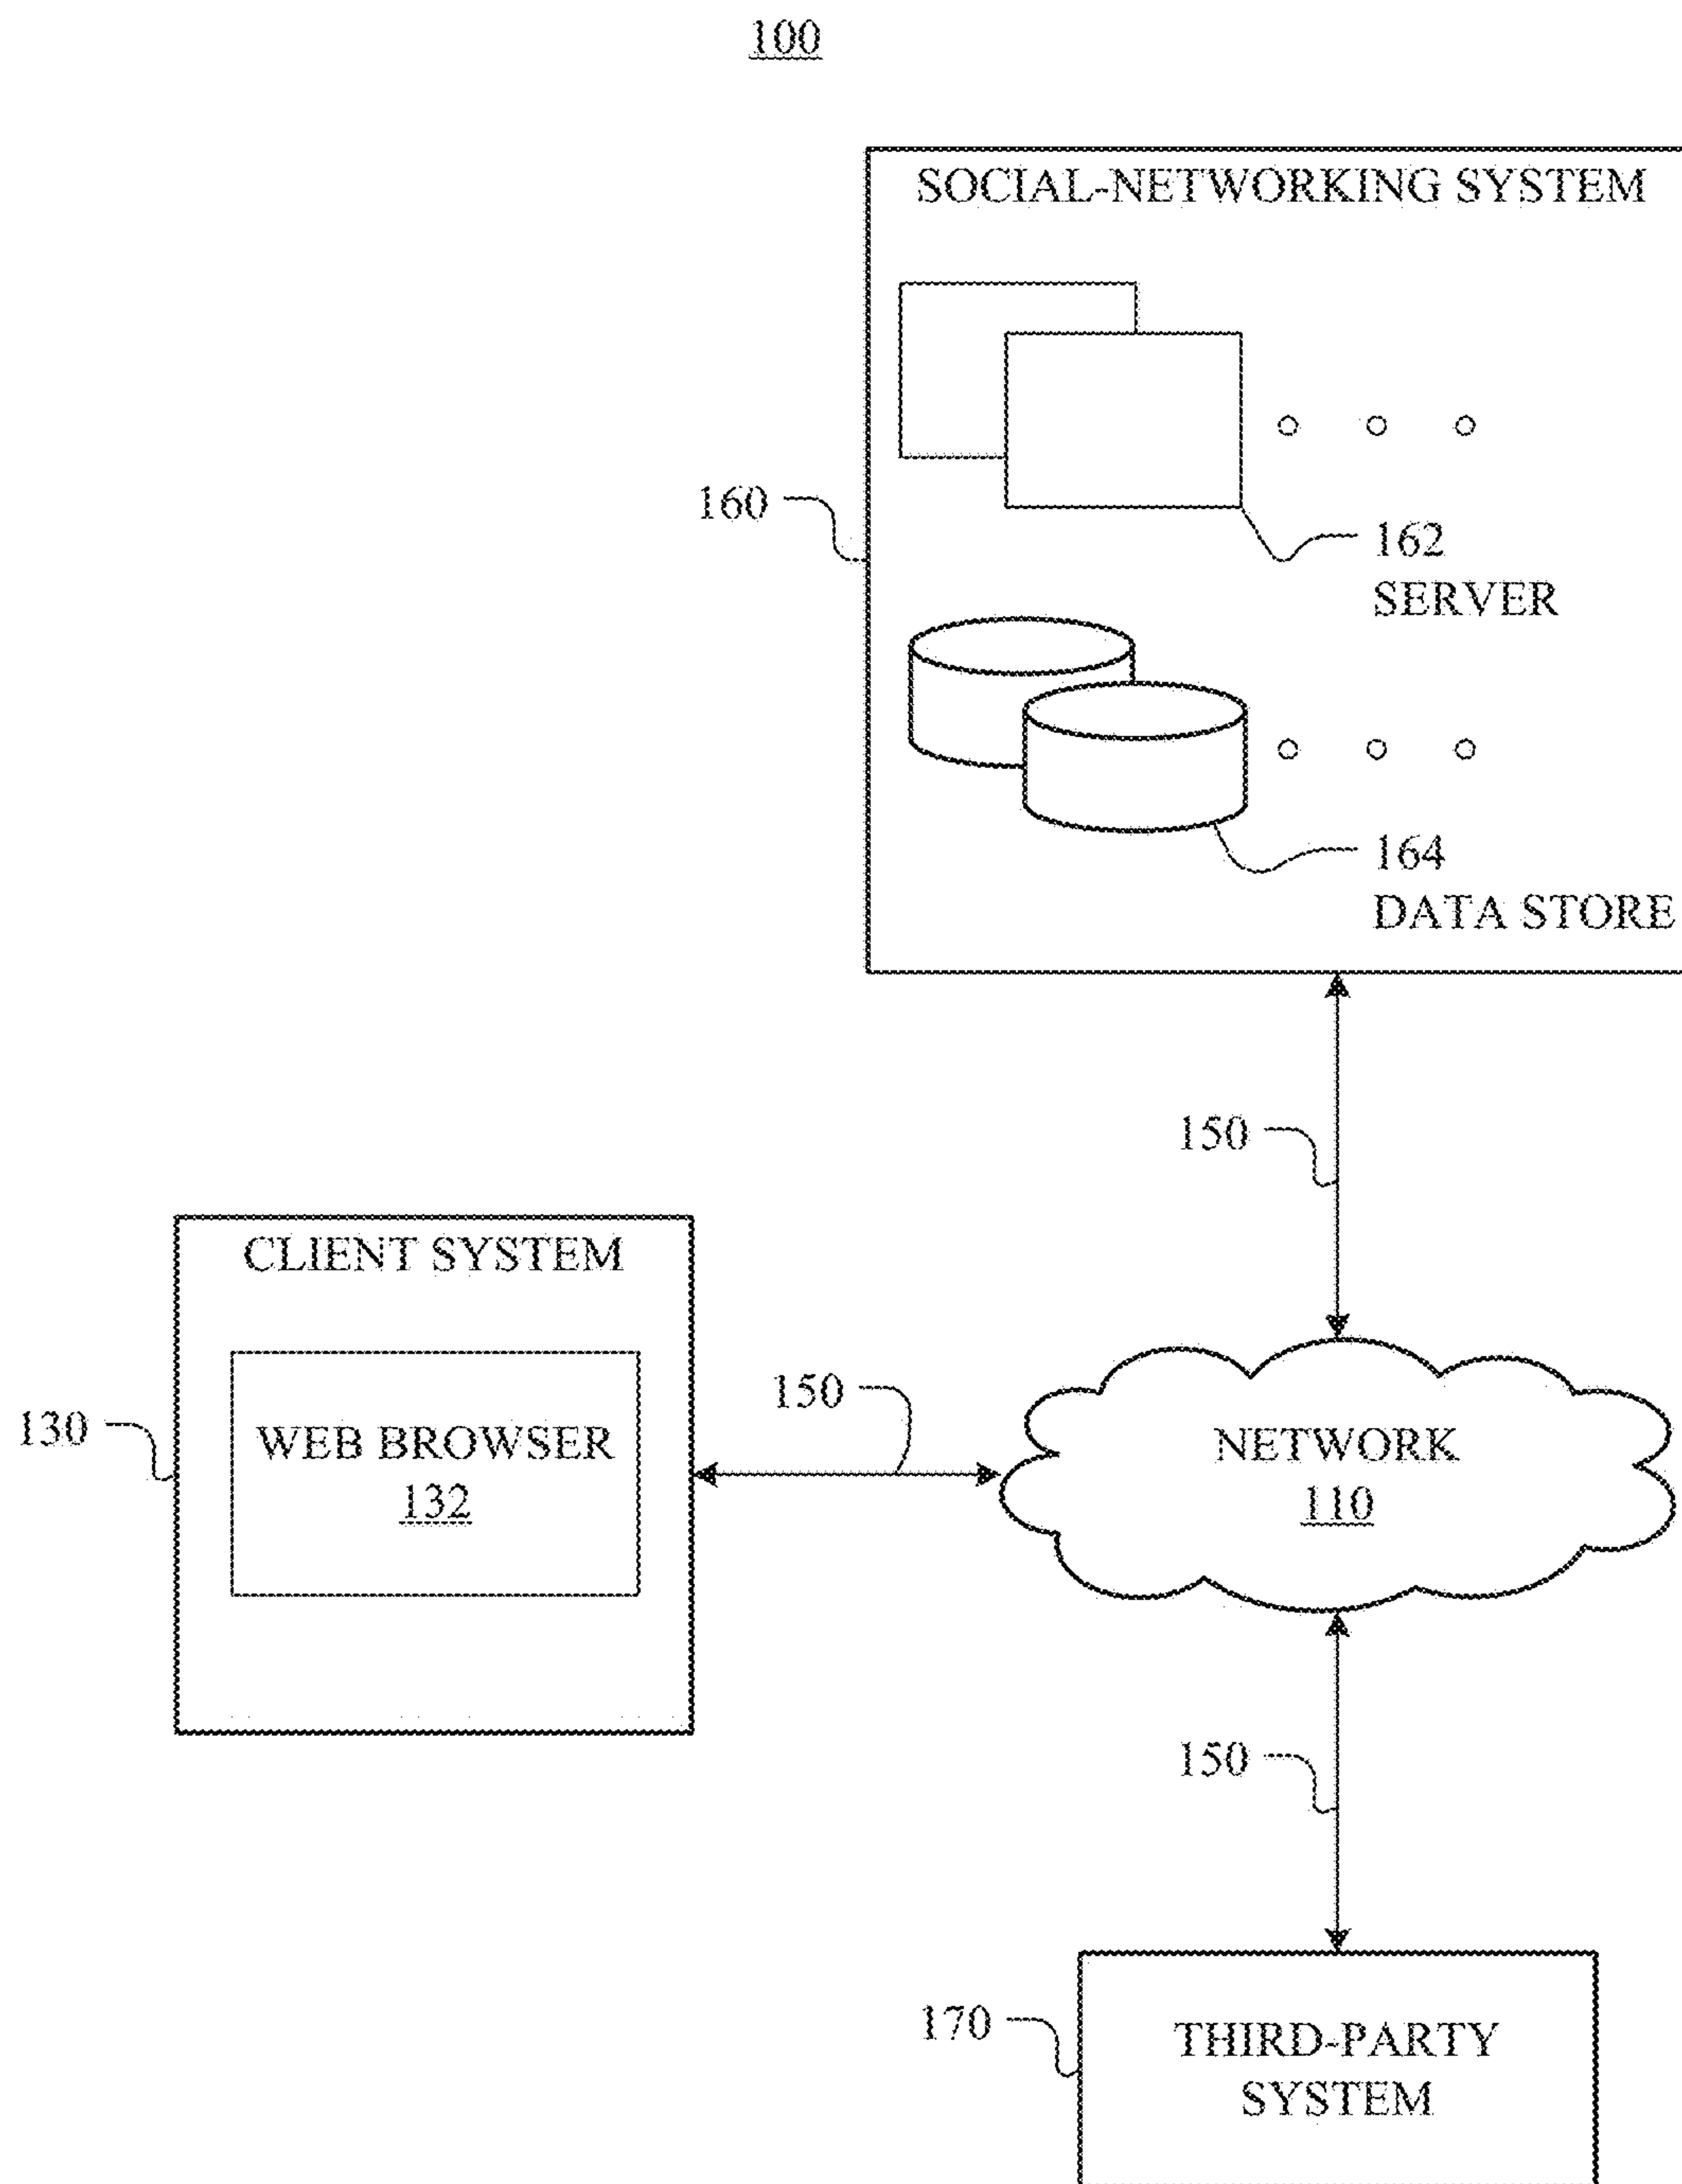 100
SOCIAL-NETWORKING SYSTEM
160
162
SERVER
164
DATA STORE
150
CLIENT SYSTEM
WEB BROWSER
132
130
150
NETWORK
110
150
170
THIRD-PARTY
SYSTEM